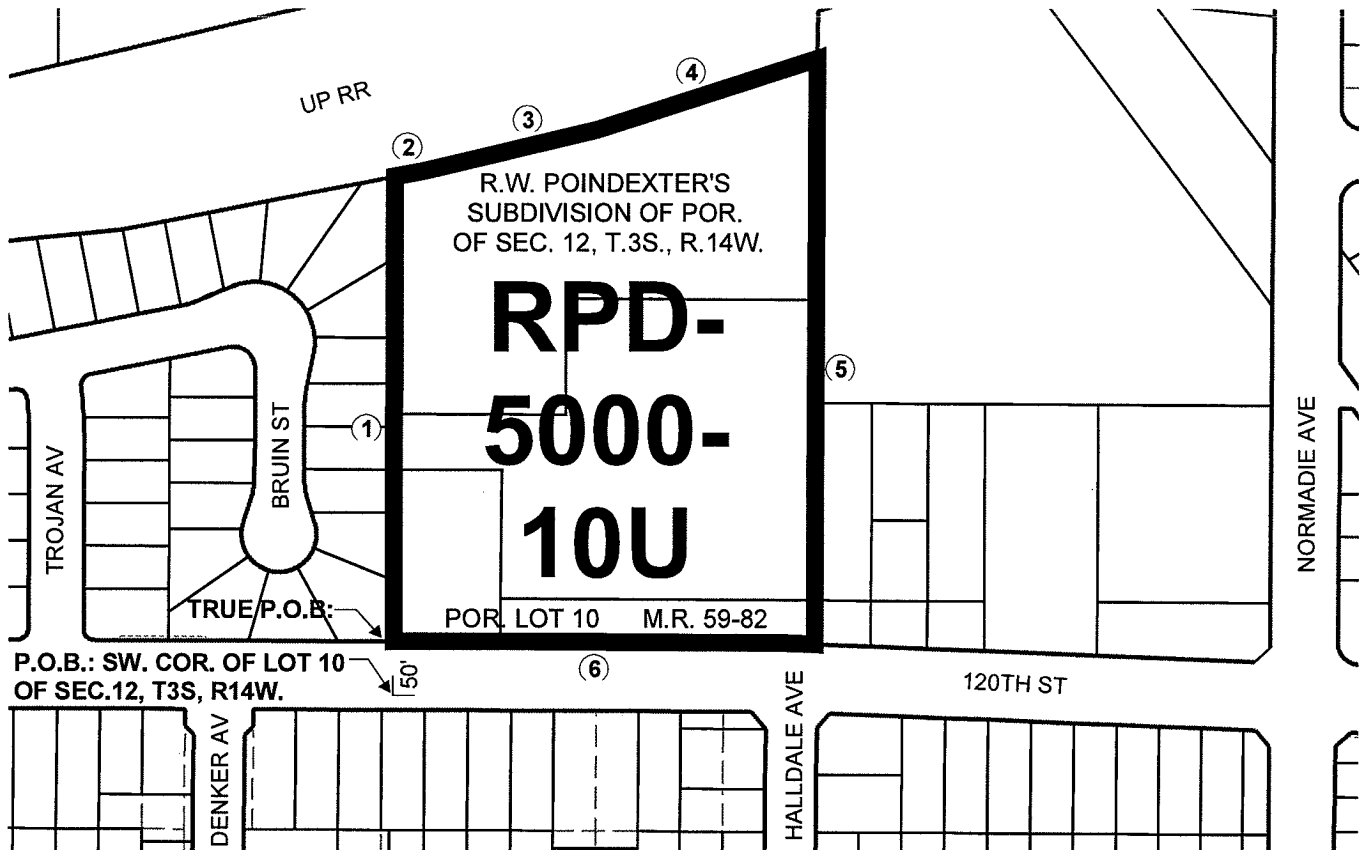 UP RR
④
③
②
R.W. POINDEXTER'S
SUBDIVISION OF POR.
OF SEC. 12, T.3S., R.14W.
RPD-
5000-
10U
⑤
①
BRUIN ST
TROJAN AV
NORMADIE AVE
TRUE P.O.B:
POR. LOT 10 M.R. 59-82
P.O.B.: SW. COR. OF LOT 10
OF SEC.12, T3S, R14W.
50'
⑥
120TH ST
DENKER AV
HALLDALE AVE